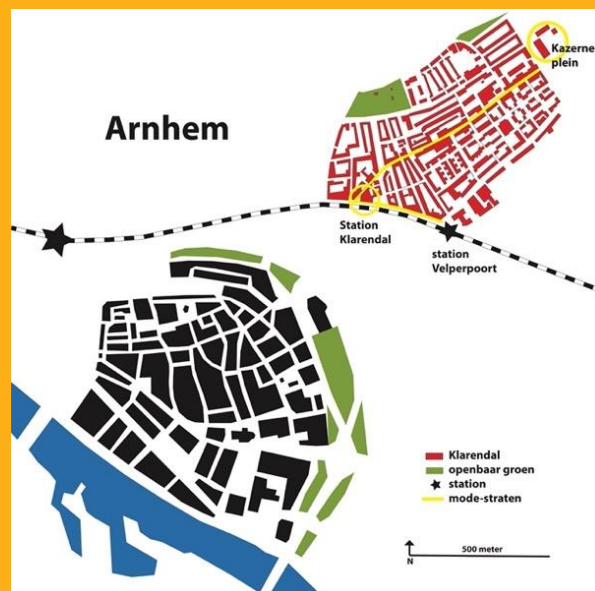 Kazerne
plein
Arnhem
Station
Klarendal
station
Velperpoort
Klarendal
openbaar groen
station
mode-straten
500 meter
N